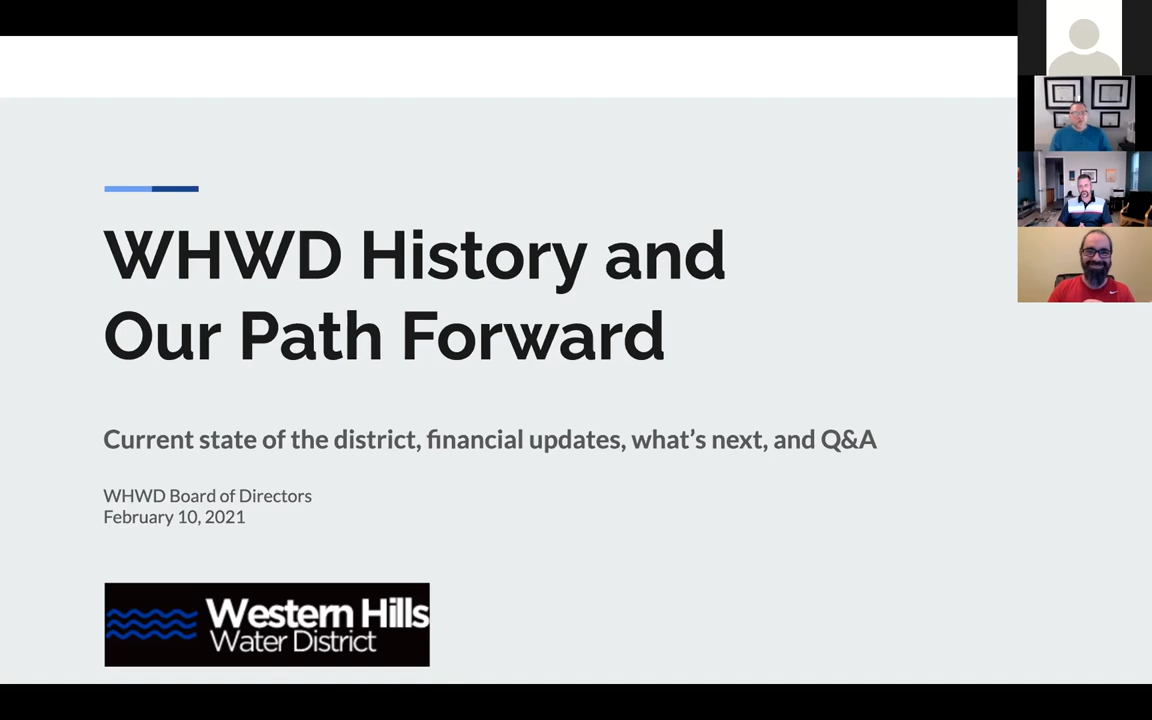 WHWD History and
Our Path Forward
Current state of the district, financial updates, what's next, and Q&A
WHWD Board of Directors
February 10, 2021
Western Hills
Water District